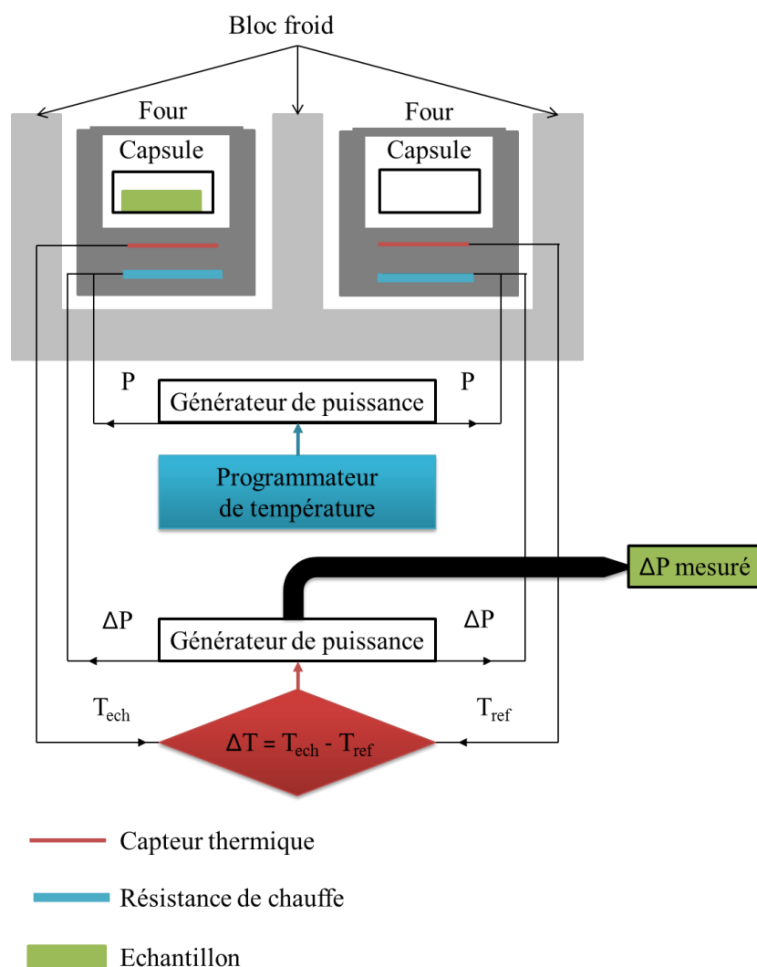 Bloc froid
Four
Four
Capsule
Capsule
P
P
Générateur de puissance
Programmateur
de température
ΔP mesuré
ΔP
ΔP
Générateur de puissance
Tech
Tref
ΔT = Tech - Tref
Capteur thermique
Résistance de chauffe
Echantillon